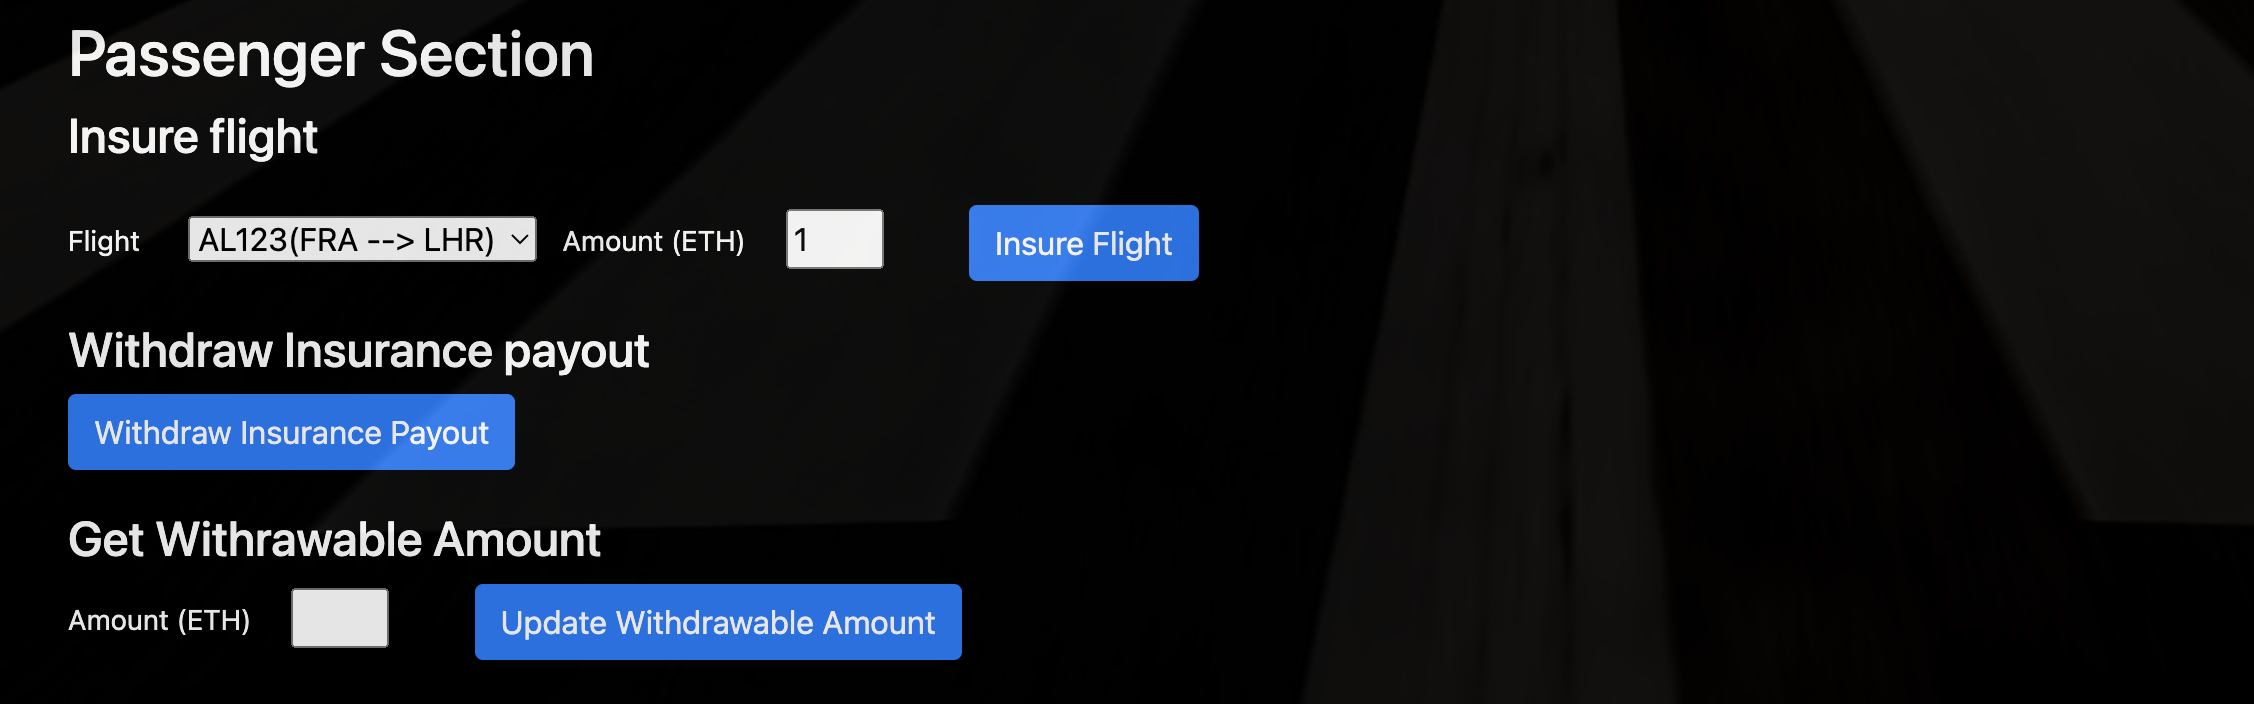 Passenger Section
Insure flight
Flight AL123(FRA --> LHR) Amount (ETH) 1 Insure Flight
Withdraw Insurance payout
Withdraw Insurance Payout
Get Withrawable Amount
Amount (ETH) Update Withdrawable Amount